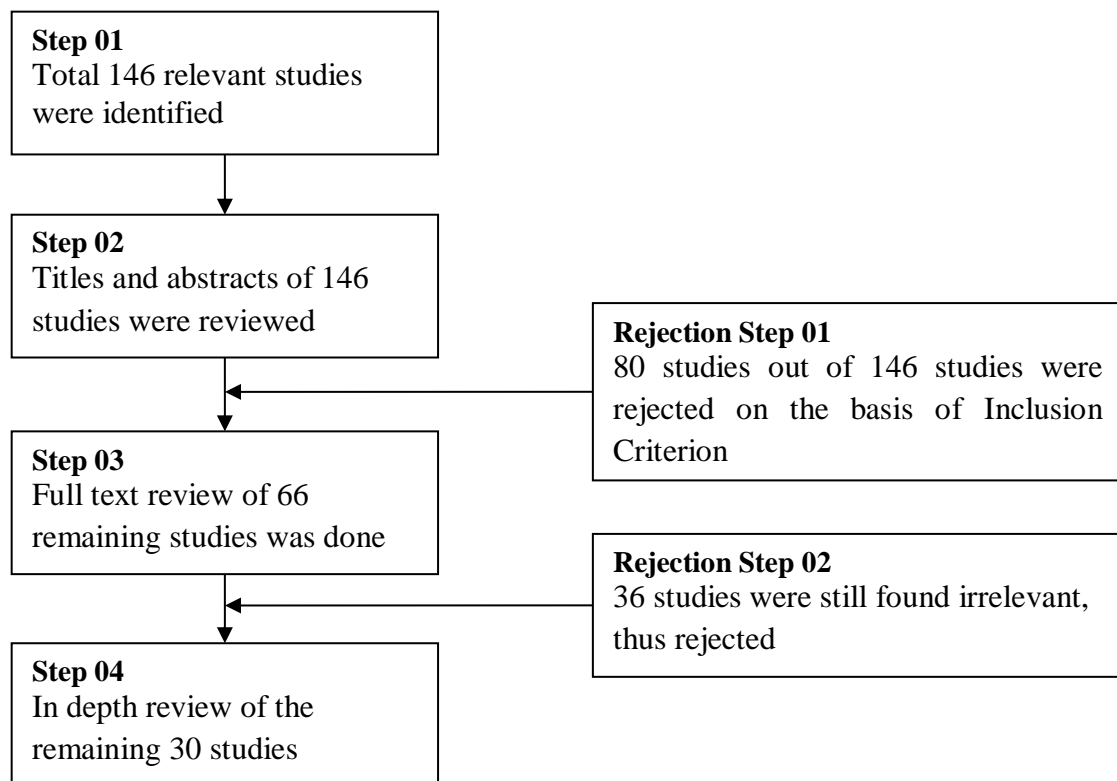 Step 01
Total 146 relevant studies
were identified
Step 02
Titles and abstracts of 146
studies were reviewed
Rejection Step 01
80 studies out of 146 studies were
rejected on the basis of Inclusion
Criterion
Step 03
Full text review of 66
remaining studies was done
Rejection Step 02
36 studies were still found irrelevant,
thus rejected
Step 04
In depth review of the
remaining 30 studies